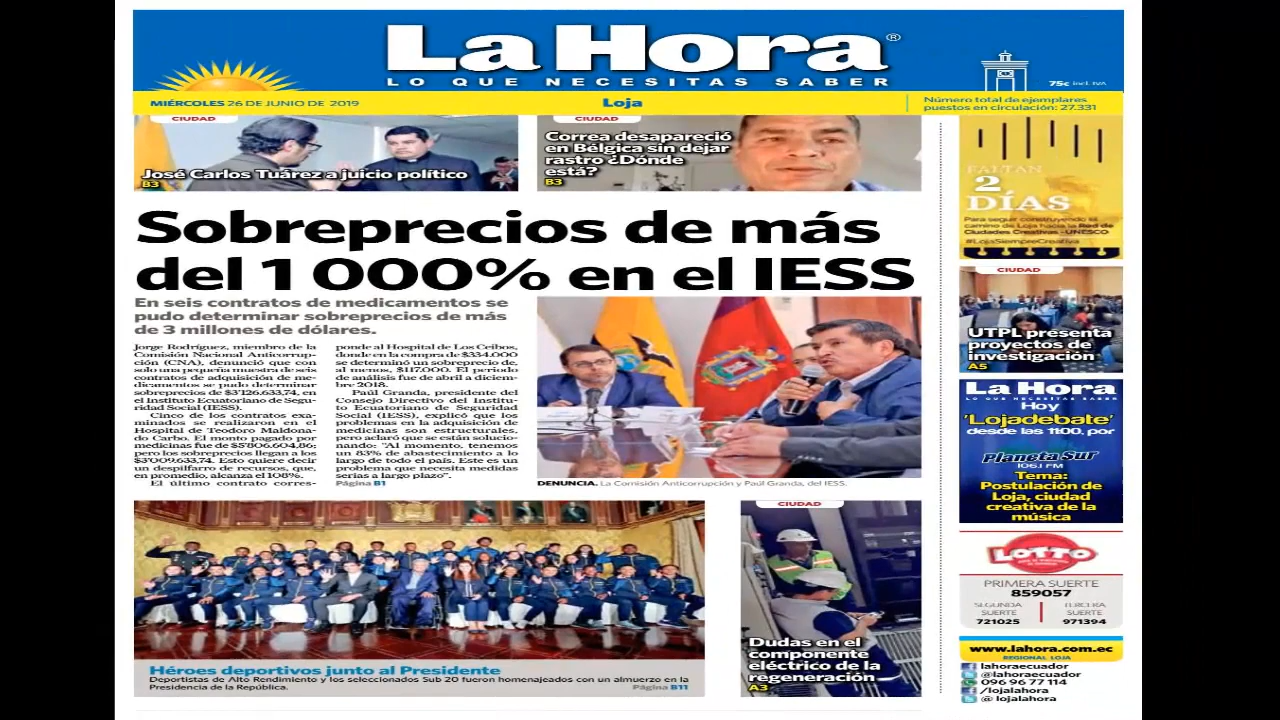 La Hora®
LO QUE NECESITAS SABER
75¢ incl. IVA
MIÉRCOLES 26 DE JUNIO DE 2019
Loja
Número total de ejemplares
puestos en circulación: 27.331
CIUDAD
José Carlos Tuárez a juicio político
B3
CIUDAD
Correa desapareció
en Bélgica sin dejar
rastro ¿Dónde
está?
B3
Sobreprecios de más
del 1 000% en el IESS
En seis contratos de medicamentos se
pudo determinar sobreprecios de más
de 3 millones de dólares.
Jorge Rodríguez, miembro de la
Comisión Nacional Anticorrup-
ción (CNA), denunció que con
solo una pequeña muestra de seis
contratos de adquisición de me-
dicamentos se pudo determinar
sobreprecios de $3'126.633,74, en
el Instituto Ecuatoriano de Segu-
ridad Social (IESS).
Cinco de los contratos exa-
minados se realizaron en el
Hospital de Teodoro Maldona-
do Carbo. El monto pagado por
medicinas fue de $5'806.604,86;
pero los sobreprecios llegan a los
$3'009.633,74. Esto quiere decir
un despilfarro de recursos, que,
en promedio, alcanza el 108%.
El último contrato corres-
ponde al Hospital de Los Ceibos,
donde en la compra de $334.000
se determinó un sobreprecio de,
al menos, $117.000. El periodo
de análisis fue de abril a diciem-
bre 2018.
Paúl Granda, presidente del
Consejo Directivo del Institu-
to Ecuatoriano de Seguridad
Social (IESS), explicó que los
problemas en la adquisición de
medicinas son estructurales,
pero aclaró que se están solucio-
nando: "Al momento, tenemos
un 83% de abastecimiento a lo
largo de todo el país. Este es un
problema que necesita medidas
serias a largo plazo".
Página B1
DENUNCIA. La Comisión Anticorrupción y Paúl Granda, del IESS.
Héroes deportivos junto al Presidente
Deportistas de Alto Rendimiento y los seleccionados Sub 20 fueron homenajeados con un almuerzo en la
Presidencia de la República.
Página B11
CIUDAD
Dudas en el
componente
eléctrico de la
regeneración
A3
FALTAN
2
DÍAS
Para seguir construyendo el
camino de Loja hacia la Red de
Ciudades Creativas -UNESCO
#LojaSiempreCreativa
CIUDAD
UTPL presenta
proyectos de
investigación
A5
La Hora
LO QUE NECESITAS SABER
Hoy
'Lojadebate'
desde las 11:00, por
Planeta Sur
106.1 FM
Tema:
Postulación de
Loja, ciudad
creativa de la
música
LOTTO
PRIMERA SUERTE
859057
SEGUNDA
SUERTE
721025
TERCERA
SUERTE
971394
www.lahora.com.ec
REGIONAL LOJA
lahoraecuador
@lahoraecuador
096 96 77 114
/lojalahora
@ lojalahora